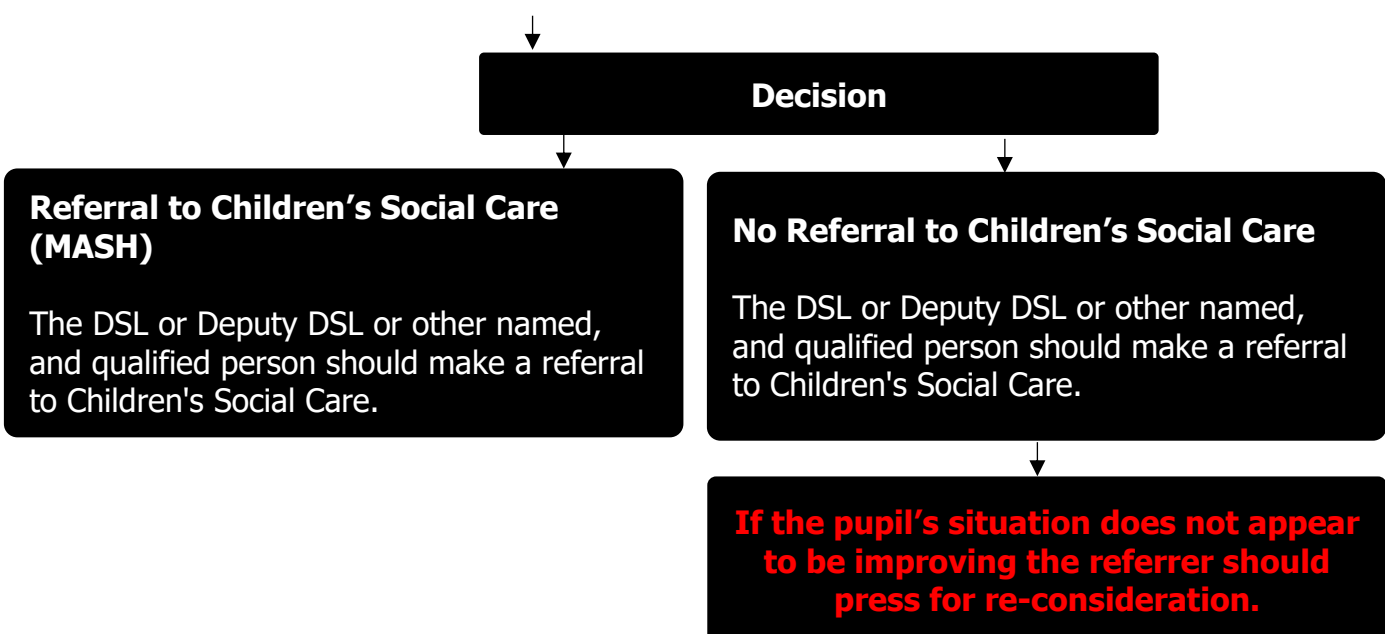 Decision
Referral to Children’s Social Care
(MASH)
The DSL or Deputy DSL or other named,
and qualified person should make a referral
to Children's Social Care.
No Referral to Children’s Social Care
The DSL or Deputy DSL or other named,
and qualified person should make a referral
to Children's Social Care.
If the pupil’s situation does not appear
to be improving the referrer should
press for re-consideration.